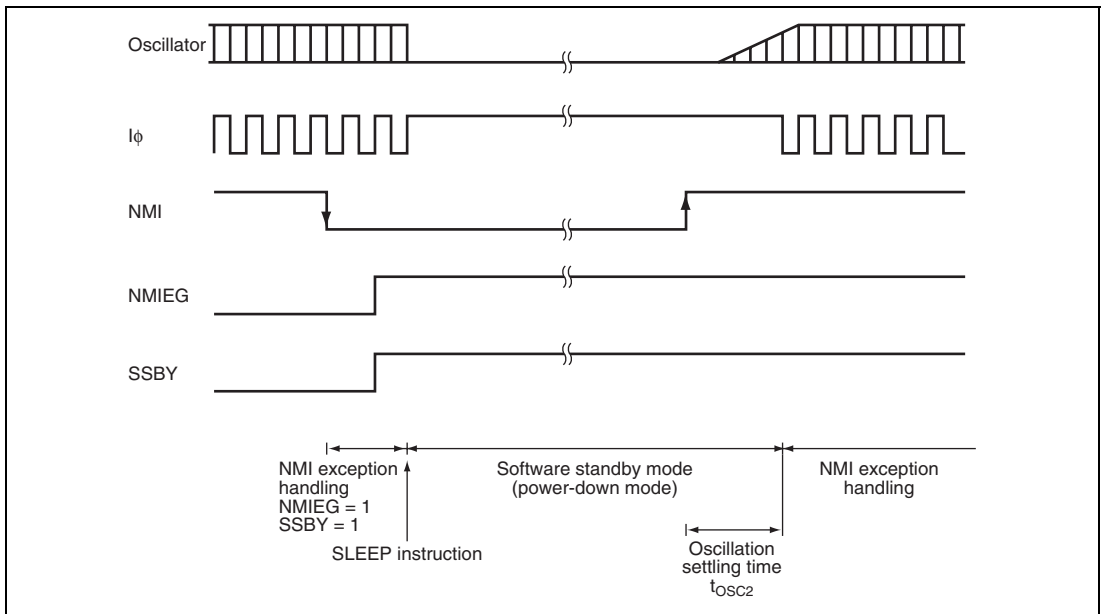 Oscillator
Iϕ
NMI
NMIEG
SSBY
NMI exception
handling
NMIEG = 1
SSBY = 1
SLEEP instruction
Software standby mode
(power-down mode)
NMI exception
handling
Oscillation
settling time
tOSC2